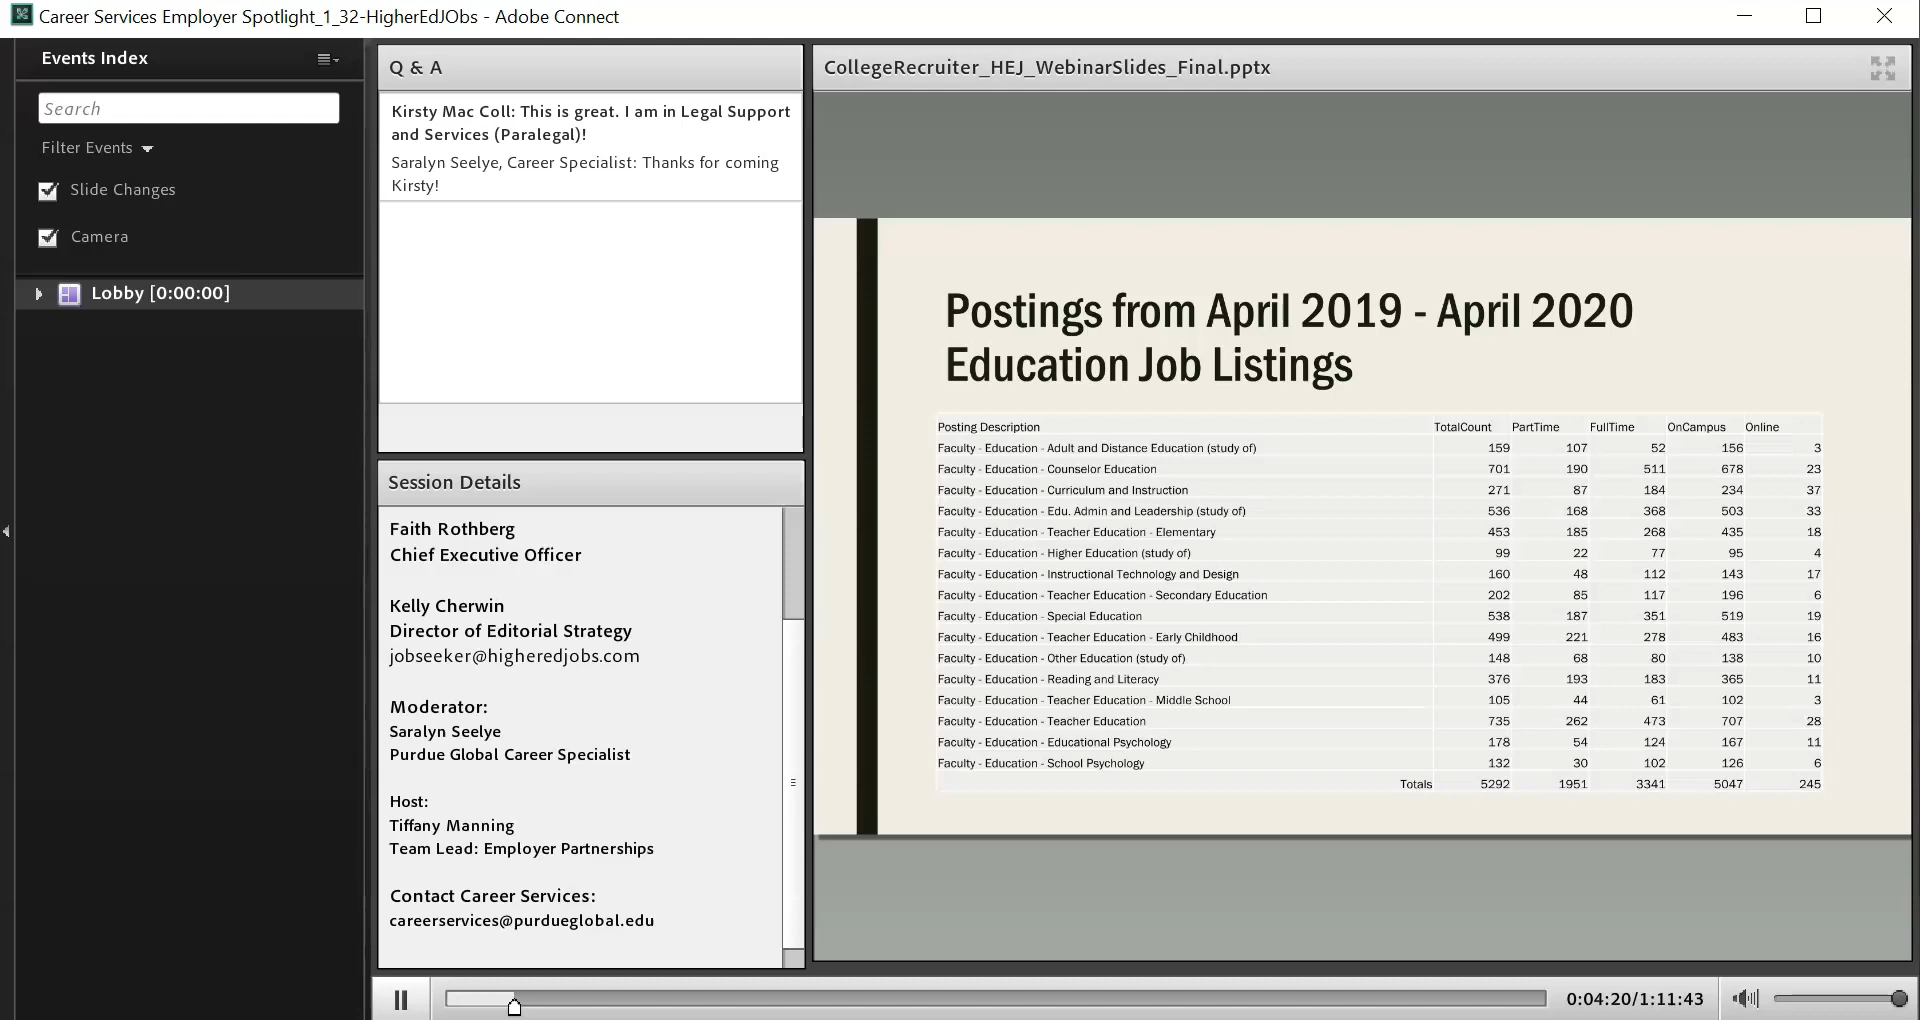 Career Services Employer Spotlight_1_32-HigherEdJObs - Adobe Connect
Events Index
Search
Filter Events
Slide Changes
Camera
Lobby [0:00:00]
Q & A
Kirsty Mac Coll: This is great. I am in Legal Support
and Services (Paralegal)!
Saralyn Seelye, Career Specialist: Thanks for coming
Kirsty!
Session Details
Faith Rothberg
Chief Executive Officer
Kelly Cherwin
Director of Editorial Strategy
jobseeker@higheredjobs.com
Moderator:
Saralyn Seelye
Purdue Global Career Specialist
Host:
Tiffany Manning
Team Lead: Employer Partnerships
Contact Career Services:
careerservices@purdueglobal.edu
CollegeRecruiter_HEJ_WebinarSlides_Final.pptx
Postings from April 2019 - April 2020
Education Job Listings
Posting Description TotalCount PartTime FullTime OnCampus Online
Faculty - Education - Adult and Distance Education (study of) 159 107 52 156 3
Faculty - Education - Counselor Education 701 190 511 678 23
Faculty - Education - Curriculum and Instruction 271 87 184 234 37
Faculty - Education - Edu. Admin and Leadership (study of) 536 168 368 503 33
Faculty - Education - Teacher Education - Elementary 453 185 268 435 18
Faculty - Education - Higher Education (study of) 99 22 77 95 4
Faculty - Education - Instructional Technology and Design 160 48 112 143 17
Faculty - Education - Teacher Education - Secondary Education 202 85 117 196 6
Faculty - Education - Special Education 538 187 351 519 19
Faculty - Education - Teacher Education - Early Childhood 499 221 278 483 16
Faculty - Education - Other Education (study of) 148 68 80 138 10
Faculty - Education - Reading and Literacy 376 193 183 365 11
Faculty - Education - Teacher Education - Middle School 105 44 61 102 3
Faculty - Education - Teacher Education 735 262 473 707 28
Faculty - Education - Educational Psychology 178 54 124 167 11
Faculty - Education - School Psychology 132 30 102 126 6
Totals 5292 1951 3341 5047 245
0:04:20/1:11:43